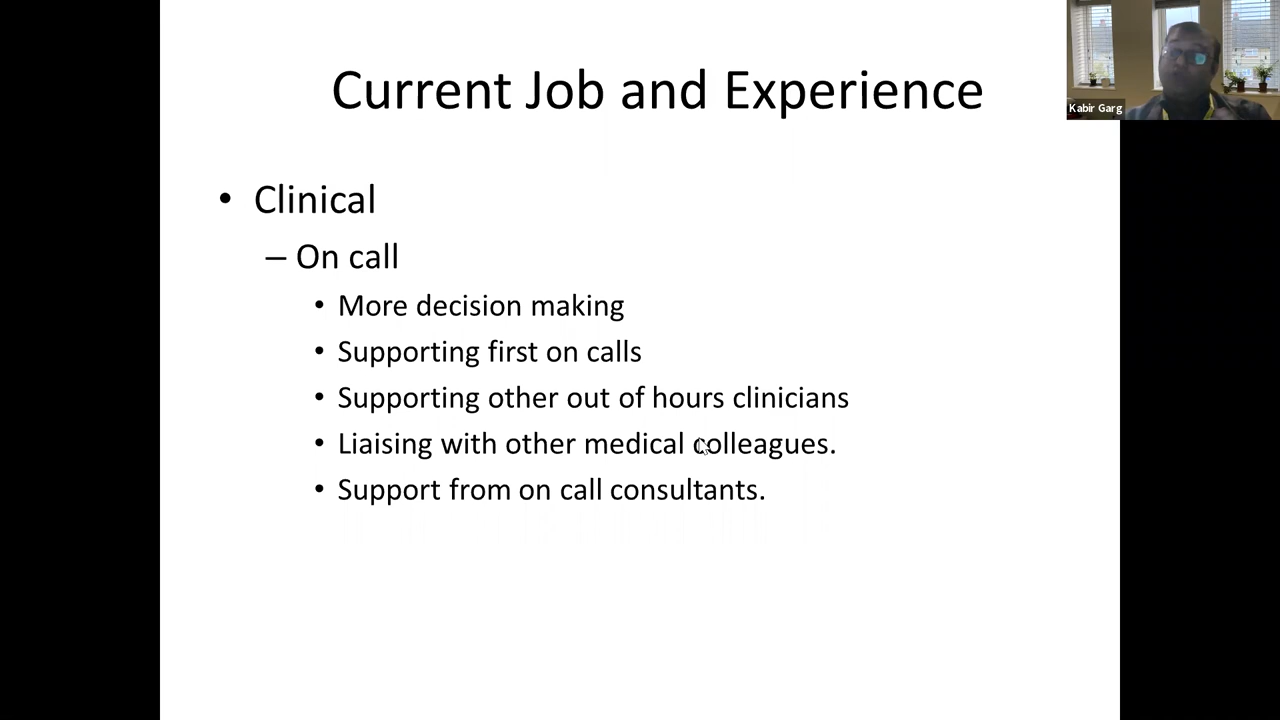 Current Job and Experience
Kabir Garg
• Clinical
– On call
• More decision making
• Supporting first on calls
• Supporting other out of hours clinicians
• Liaising with other medical colleagues.
• Support from on call consultants.